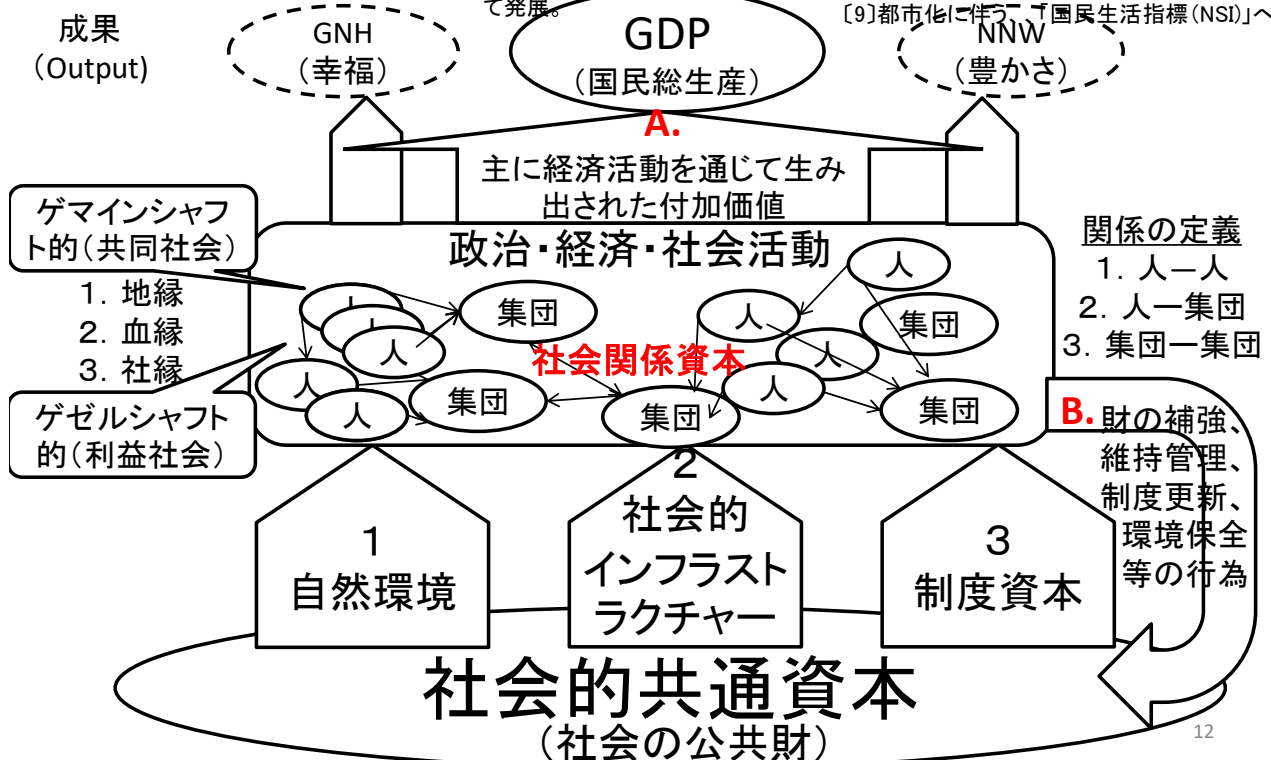 て発展。
〔9〕都市化に伴う、「国民生活指標(NSI)」へ
成果
(Output)
GNH
(幸福)
GDP
(国民総生産)
NNW
(豊かさ)
A.
主に経済活動を通じて生み
出された付加価値
ゲマインシャフ
ト的(共同社会)
1. 地縁
2. 血縁
3. 社縁
ゲゼルシャフト
的(利益社会)
政治・経済・社会活動
人
人
人
集団
人
人
集団
社会関係資本
人
人
集団
人
人
集団
集団
関係の定義
1. 人ー人
2. 人ー集団
3. 集団ー集団
B. 財の補強、
維持管理、
制度更新、
環境保全
等の行為
1
自然環境
2
社会的
インフラスト
ラクチャー
3
制度資本
社会的共通資本
(社会の公共財)
12